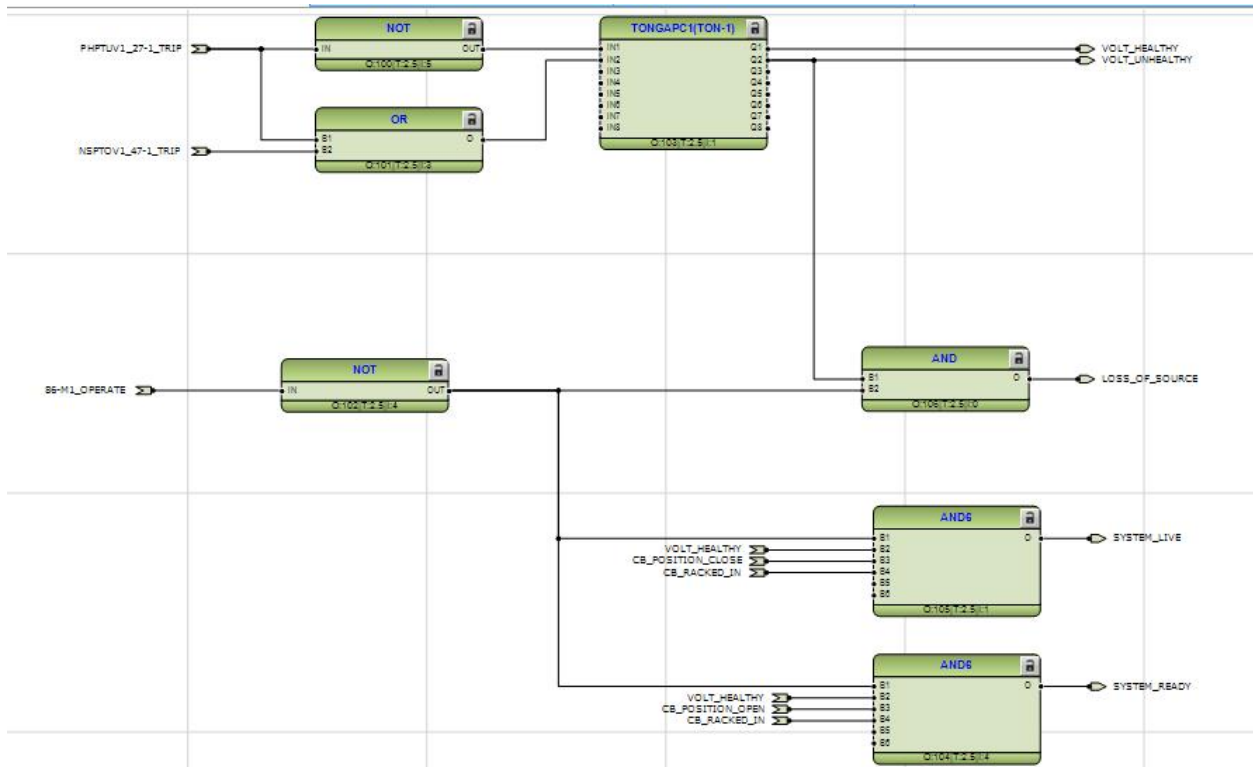 NOT
TONGAPC1(TON-1)
PHPTUV1_27-1_TRIP
IN
OUT
O:100|T:2.5|I:5
IN1
IN2
IN3
IN4
IN5
IN6
IN7
IN8
Q1
Q2
Q3
Q4
Q5
Q6
Q7
Q8
O:103|T:2.5|I:1
VOLT_HEALTHY
VOLT_UNHEALTHY
OR
NSPTOV1_47-1_TRIP
B1
B2
O
O:101|T:2.5|I:3
NOT
86-M1_OPERATE
IN
OUT
O:102|T:2.5|I:4
AND
B1
B2
O
O:106|T:2.5|I:0
LOSS_OF_SOURCE
AND6
VOLT_HEALTHY
CB_POSITION_CLOSE
CB_RACKED_IN
B1
B2
B3
B4
B5
B6
O
O:105|T:2.5|I:1
SYSTEM_LIVE
AND6
VOLT_HEALTHY
CB_POSITION_OPEN
CB_RACKED_IN
B1
B2
B3
B4
B5
B6
O
O:104|T:2.5|I:4
SYSTEM_READY